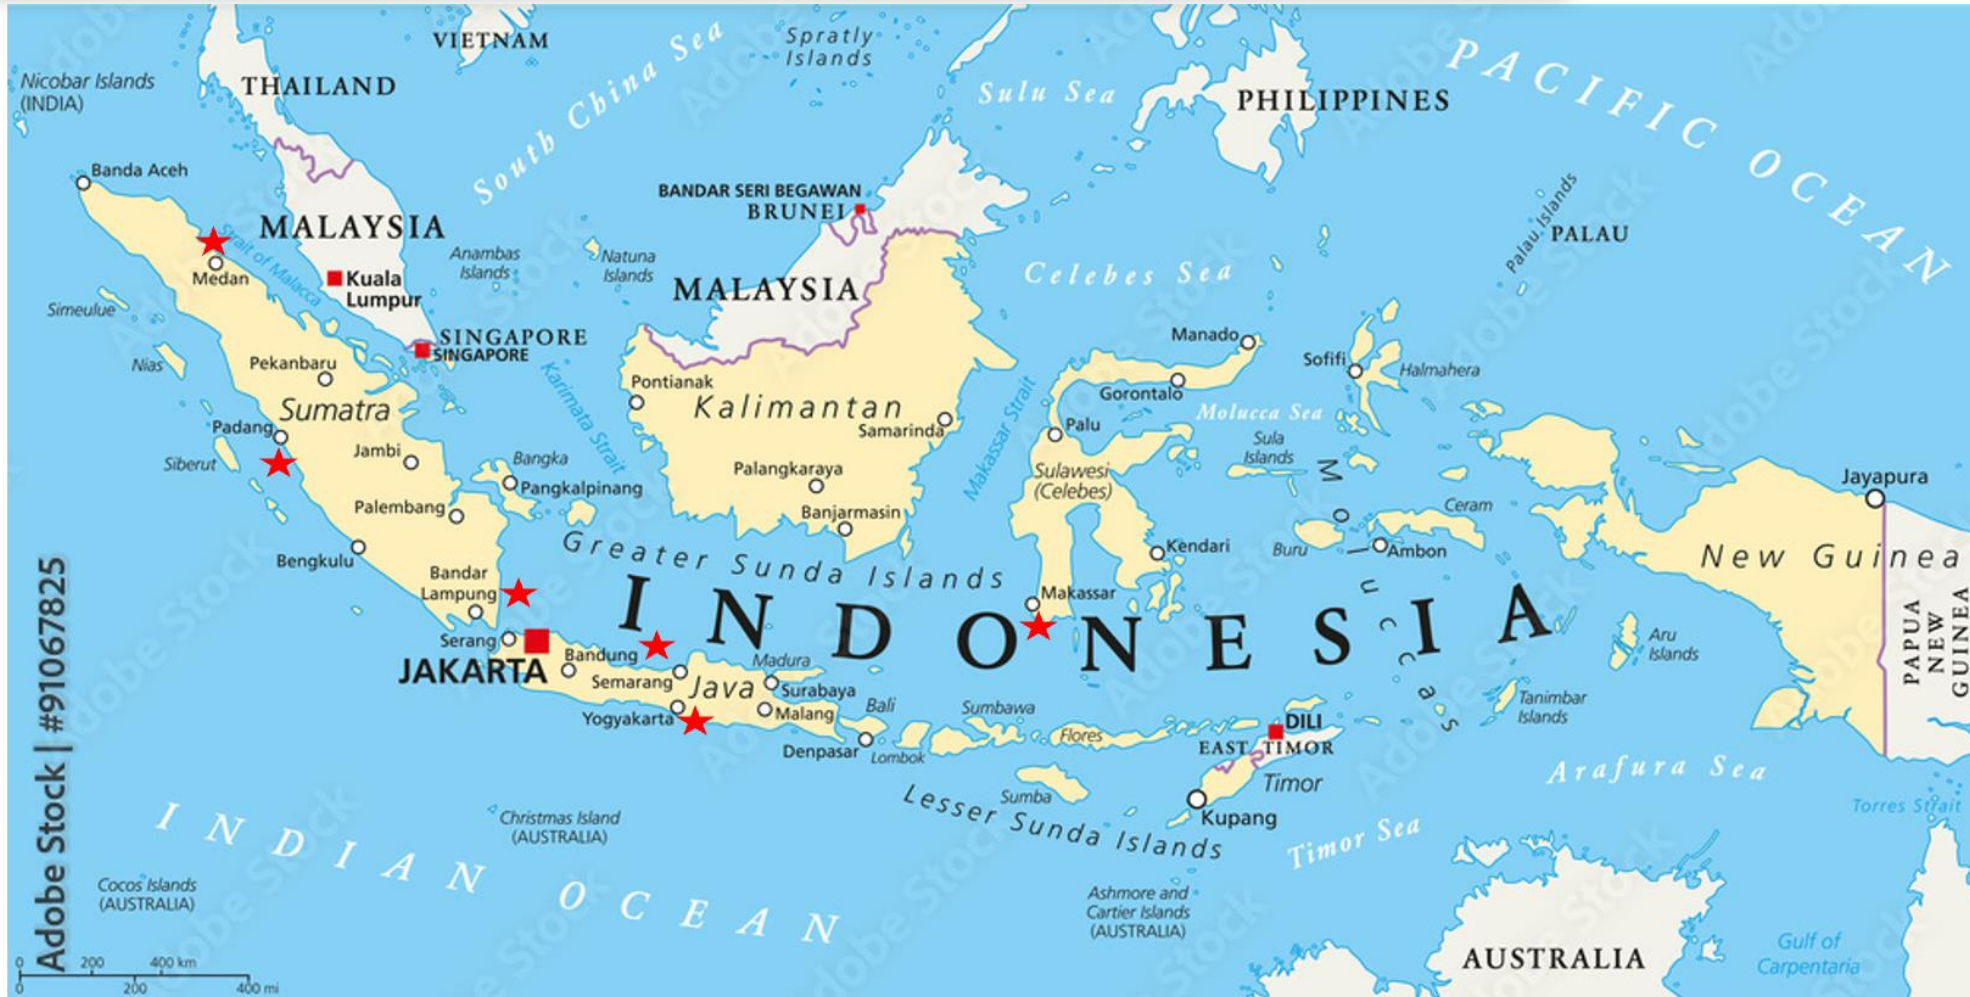 VIETNAM
South China Sea
Spratly
Islands
Sulu Sea
PACIFIC OCEAN
Nicobar Islands
(INDIA)
THAILAND
PHILIPPINES
Banda Aceh
BANDAR SERI BEGAWAN
BRUNEI
Palau Islands
PALAU
MALAYSIA
Strait of Malacca
Medan
Anambas
Islands
Natuna
Islands
Kuala
Lumpur
MALAYSIA
Celebes Sea
Simeulue
SINGAPORE
SINGAPORE
Manado
Sofifi
Halmahera
Nias
Pekanbaru
Karimata Strait
Pontianak
Kalimantan
Samarinda
Makassar Strait
Gorontalo
Molucca Sea
Sumatra
Padang
Siberut
Jambi
Bangka
Pangkalpinang
Palangkaraya
Palu
Sulawesi
(Celebes)
Sula
Islands
Moluccas
Jayapura
Palembang
Banjarmasin
Ceram
Buru
Ambon
New Guinea
Bengkulu
Greater Sunda Islands
Kendari
Bandar
Lampung
Makassar
INDONESIA
PAPUA
NEW
GUINEA
Serang
JAKARTA
Bandung
Semarang
Madura
Java
Surabaya
Yogyakarta
Malang
Bali
Denpasar
Lombok
Sumbawa
Flores
Aru
Islands
Tanimbar
Islands
DILI
EAST TIMOR
Timor
Sumba
Kupang
Lesser Sunda Islands
Arafura Sea
Timor Sea
Torres Strait
Christmas Island
(AUSTRALIA)
INDIAN OCEAN
Cocos Islands
(AUSTRALIA)
Ashmore and
Cartier Islands
(AUSTRALIA)
AUSTRALIA
Gulf of
Carpentaria
0 200 400 km
200 400 mi
Adobe Stock | #91067825
Adobe Stock